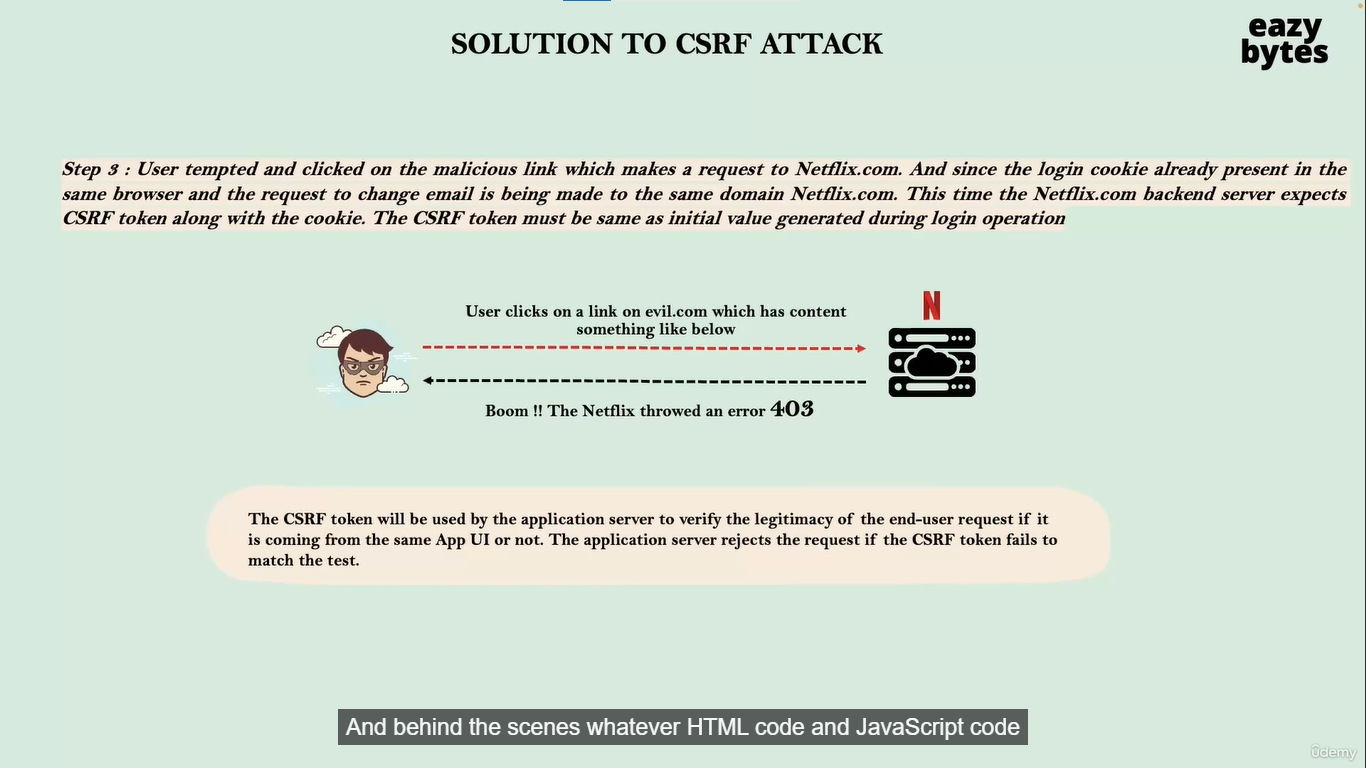 SOLUTION TO CSRF ATTACK
eazy
bytes
Step 3 : User tempted and clicked on the malicious link which makes a request to Netflix.com. And since the login cookie already present in the
same browser and the request to change email is being made to the same domain Netflix.com. This time the Netflix.com backend server expects
CSRF token along with the cookie. The CSRF token must be same as initial value generated during login operation
User clicks on a link on evil.com which has content
something like below
N
Boom !! The Netflix throwed an error 403
The CSRF token will be used by the application server to verify the legitimacy of the end-user request if it
is coming from the same App UI or not. The application server rejects the request if the CSRF token fails to
match the test.
And behind the scenes whatever HTML code and JavaScript code
ûdemy